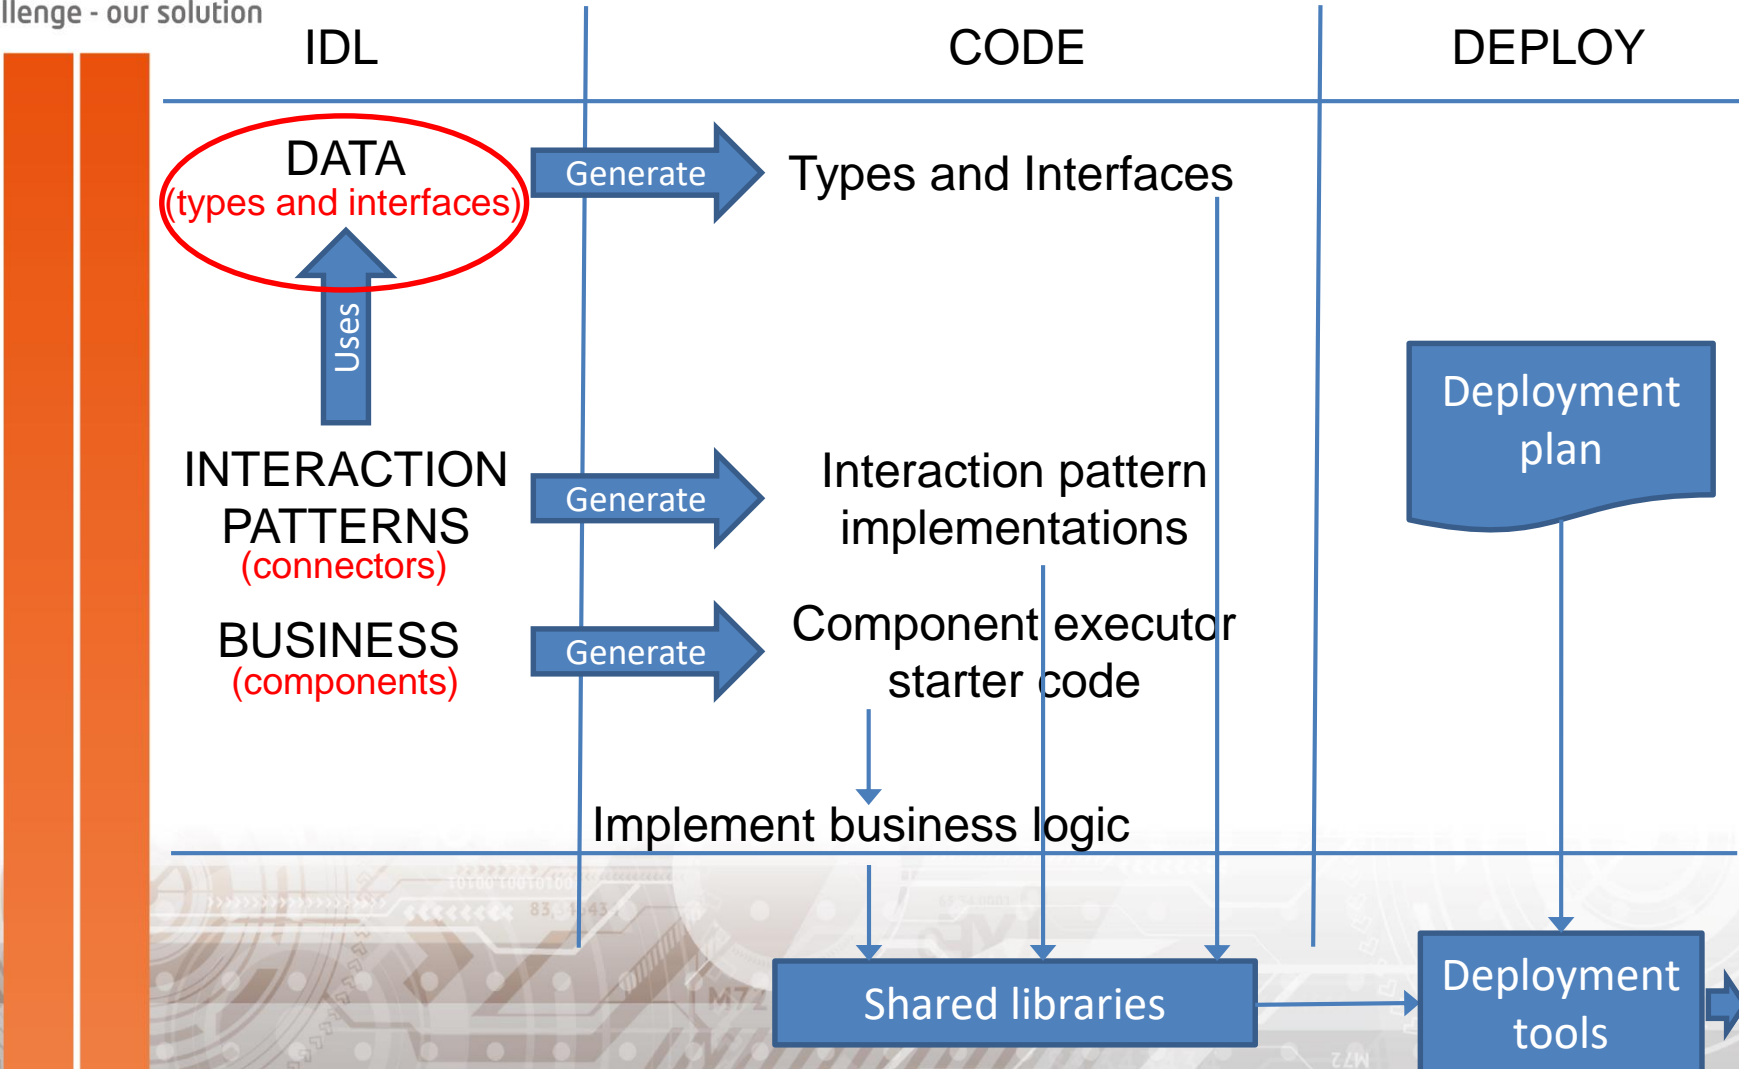 llenge - our solution
IDL
CODE
DEPLOY
DATA
(types and interfaces)
Generate
Types and Interfaces
Uses
Deployment
plan
INTERACTION
PATTERNS
(connectors)
Generate
Interaction pattern
implementations
BUSINESS
(components)
Generate
Component executor
starter code
Implement business logic
83
M72
Shared libraries
Deployment
tools